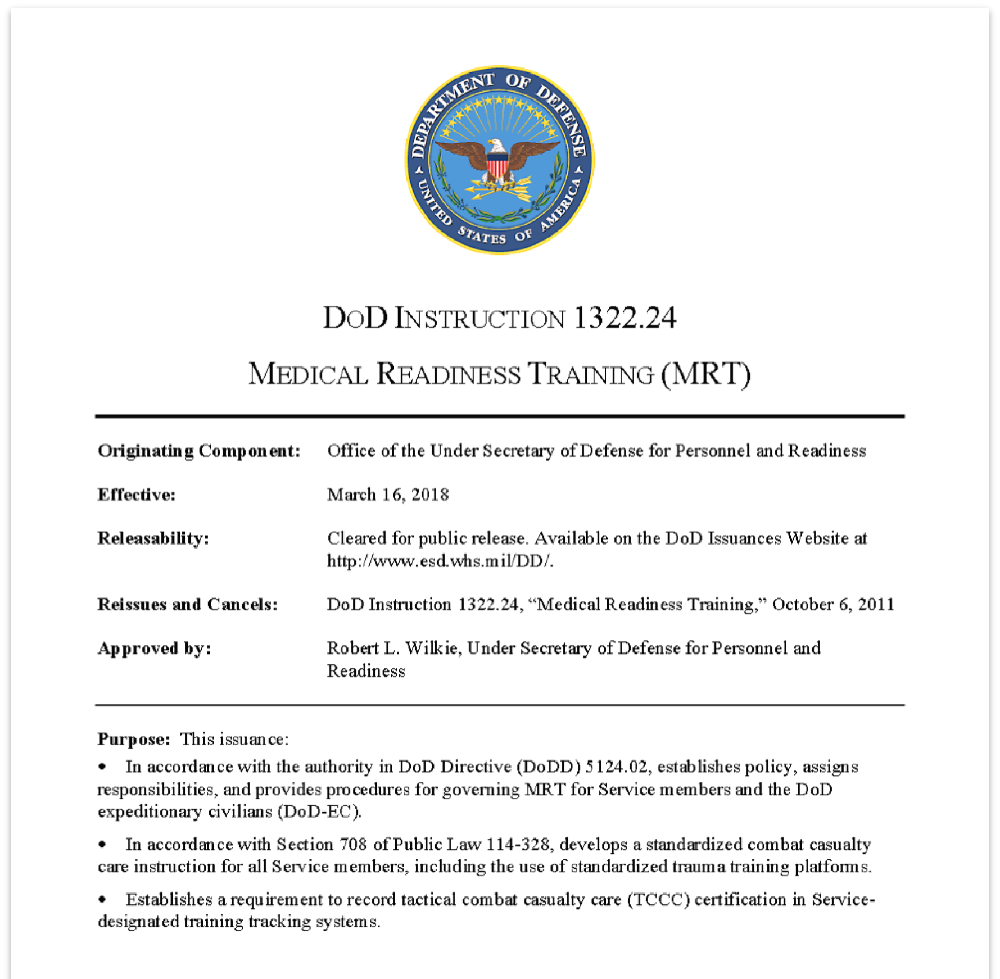 DEPARTMENT OF DEFENSE
UNITED STATES OF AMERICA
DOD INSTRUCTION 1322.24
MEDICAL READINESS TRAINING (MRT)
Originating Component: Office of the Under Secretary of Defense for Personnel and Readiness
Effective: March 16, 2018
Releasability: Cleared for public release. Available on the DoD Issuances Website at
http://www.esd.whs.mil/DD/.
Reissues and Cancels: DoD Instruction 1322.24, “Medical Readiness Training,” October 6, 2011
Approved by: Robert L. Wilkie, Under Secretary of Defense for Personnel and
Readiness
Purpose: This issuance:
• In accordance with the authority in DoD Directive (DoDD) 5124.02, establishes policy, assigns
responsibilities, and provides procedures for governing MRT for Service members and the DoD
expeditionary civilians (DoD-EC).
• In accordance with Section 708 of Public Law 114-328, develops a standardized combat casualty
care instruction for all Service members, including the use of standardized trauma training platforms.
• Establishes a requirement to record tactical combat casualty care (TCCC) certification in Service-
designated training tracking systems.